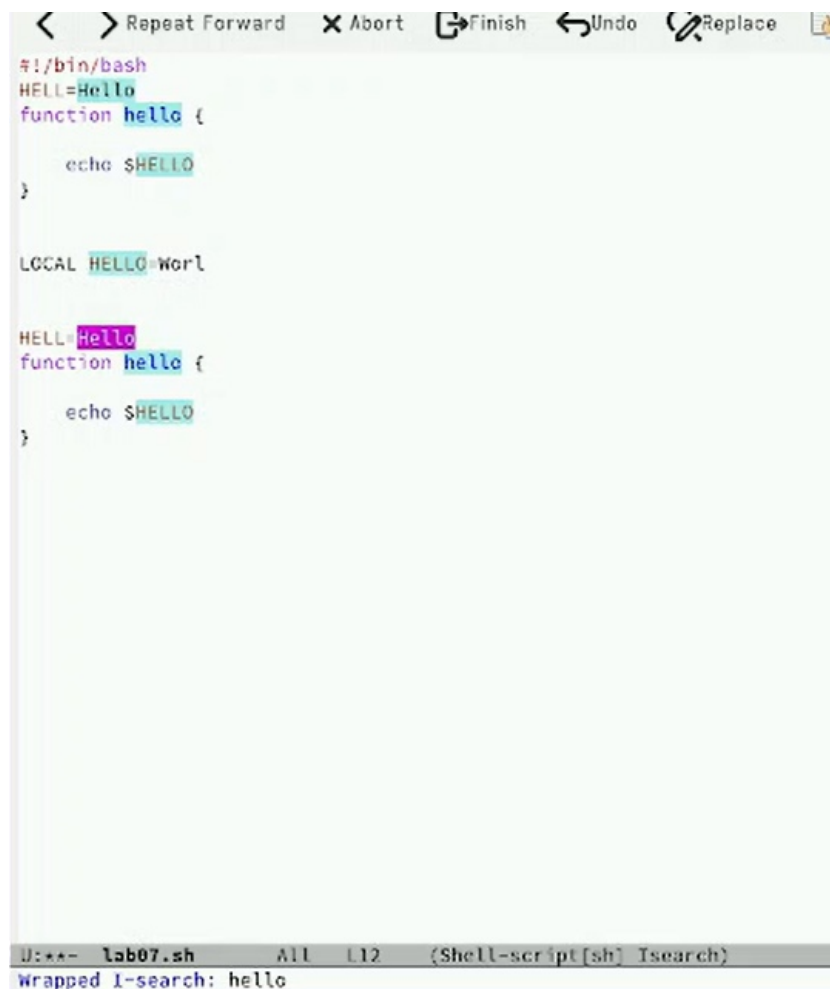 Repeat Forward Abort Finish Undo Replace
#!/bin/bash
HELL=Hello
function hello {
echo $HELLO
}
LOCAL HELLO=Worl
HELL=Hello
function hello {
echo $HELLO
}
U:**- lab07.sh All L12 (Shell-script[sh] Isearch)
Wrapped I-search: hello